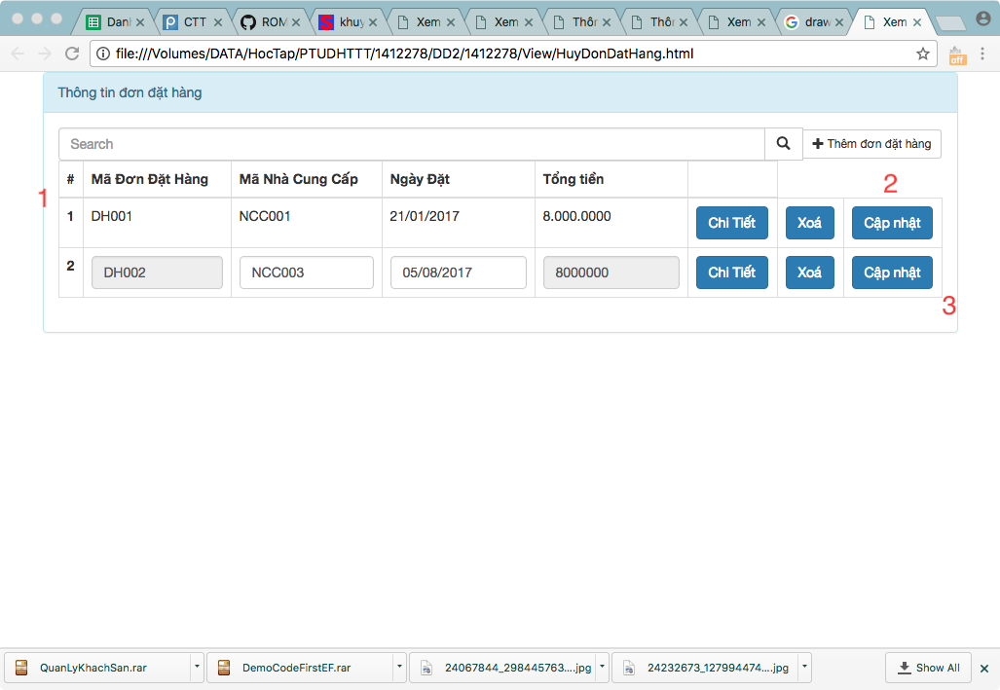 Danh CTT ROM khuy Xem Xem Thôn Thôn Xem draw Xem
file:///Volumes/DATA/HocTap/PTUDHTTT/1412278/DD2/1412278/View/HuyDonDatHang.html
off
Thông tin đơn đặt hàng
Search
Thêm đơn đặt hàng
# Mã Đơn Đặt Hàng Mã Nhà Cung Cấp Ngày Đặt Tổng tiền
1 2
1 DH001 NCC001 21/01/2017 8.000.0000 Chi Tiết Xoá Cập nhật
2 DH002 NCC003 05/08/2017 8000000 Chi Tiết Xoá Cập nhật
3
QuanLyKhachSan.rar DemoCodeFirstEF.rar 24067844_298445763....jpg 24232673_127994474....jpg Show All